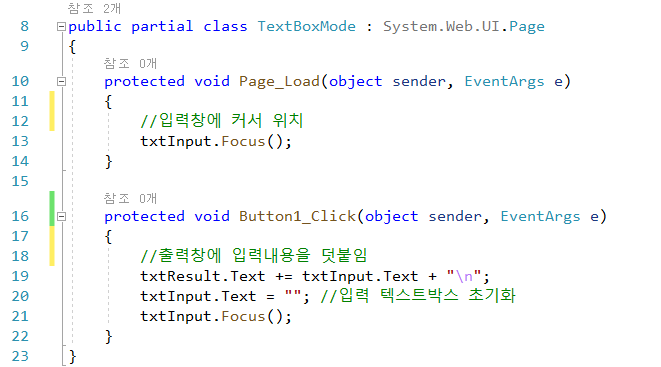 참조 2개
8 public partial class TextBoxMode : System.Web.UI.Page
9 {
참조 0개
10 protected void Page_Load(object sender, EventArgs e)
11 {
12 //입력창에 커서 위치
13 txtInput.Focus();
14 }
15
참조 0개
16 protected void Button1_Click(object sender, EventArgs e)
17 {
18 //출력창에 입력내용을 덧붙임
19 txtResult.Text += txtInput.Text + "\n";
20 txtInput.Text = ""; //입력 텍스트박스 초기화
21 txtInput.Focus();
22 }
23 }